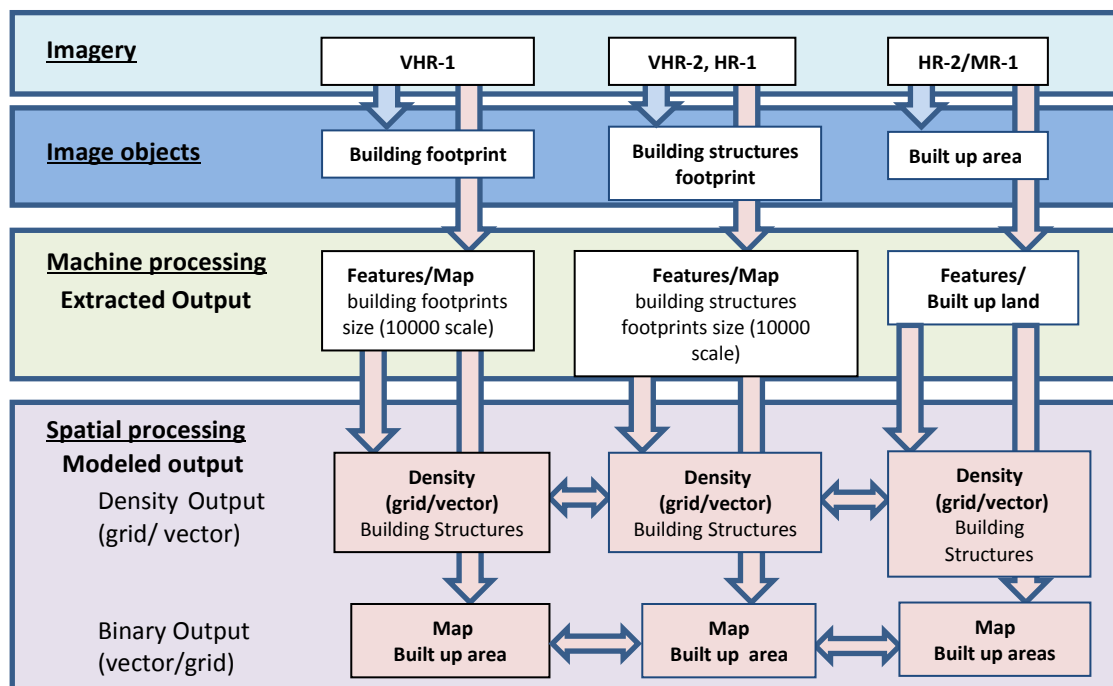 Imagery
VHR-1
VHR-2, HR-1
HR-2/MR-1
Image objects
Building footprint
Building structures
footprint
Built up area
Machine processing
Extracted Output
Features/Map
building footprints
size (10000 scale)
Features/Map
building structures
footprints size (10000
scale)
Features/
Built up land
Spatial processing
Modeled output
Density Output
(grid/ vector)
Density
(grid/vector)
Building Structures
Density
(grid/vector)
Building Structures
Density
(grid/vector)
Building
Structures
Binary Output
(vector/grid)
Map
Built up area
Map
Built up area
Map
Built up areas